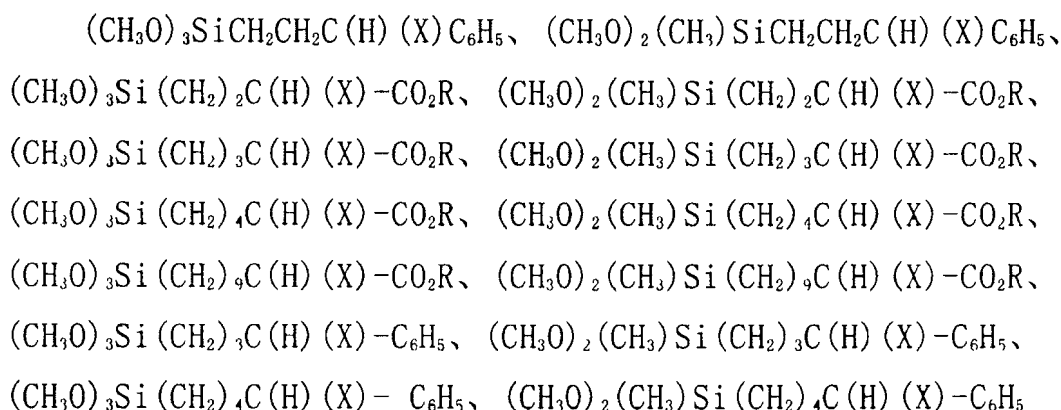 (CH₃O)₃SiCH₂CH₂C(H)(X)C₆H₅、(CH₃O)₂(CH₃)SiCH₂CH₂C(H)(X)C₆H₅、
(CH₃O)₃Si(CH₂)₂C(H)(X)-CO₂R、(CH₃O)₂(CH₃)Si(CH₂)₂C(H)(X)-CO₂R、
(CH₃O)₃Si(CH₂)₃C(H)(X)-CO₂R、(CH₃O)₂(CH₃)Si(CH₂)₃C(H)(X)-CO₂R、
(CH₃O)₃Si(CH₂)₄C(H)(X)-CO₂R、(CH₃O)₂(CH₃)Si(CH₂)₄C(H)(X)-CO₂R、
(CH₃O)₃Si(CH₂)₉C(H)(X)-CO₂R、(CH₃O)₂(CH₃)Si(CH₂)₉C(H)(X)-CO₂R、
(CH₃O)₃Si(CH₂)₃C(H)(X)-C₆H₅、(CH₃O)₂(CH₃)Si(CH₂)₃C(H)(X)-C₆H₅、
(CH₃O)₃Si(CH₂)₄C(H)(X)- C₆H₅、(CH₃O)₂(CH₃)Si(CH₂)₄C(H)(X)-C₆H₅